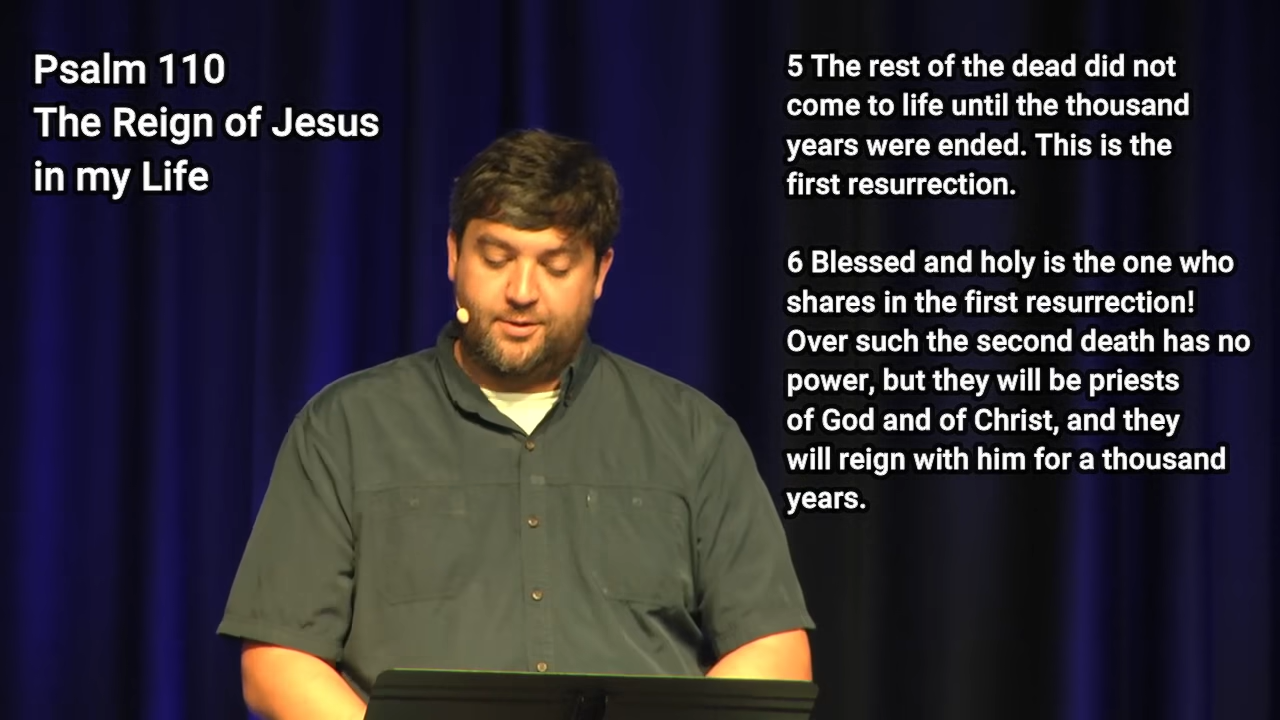 Psalm 110
The Reign of Jesus
in my Life
5 The rest of the dead did not
come to life until the thousand
years were ended. This is the
first resurrection.
6 Blessed and holy is the one who
shares in the first resurrection!
Over such the second death has no
power, but they will be priests
of God and of Christ, and they
will reign with him for a thousand
years.